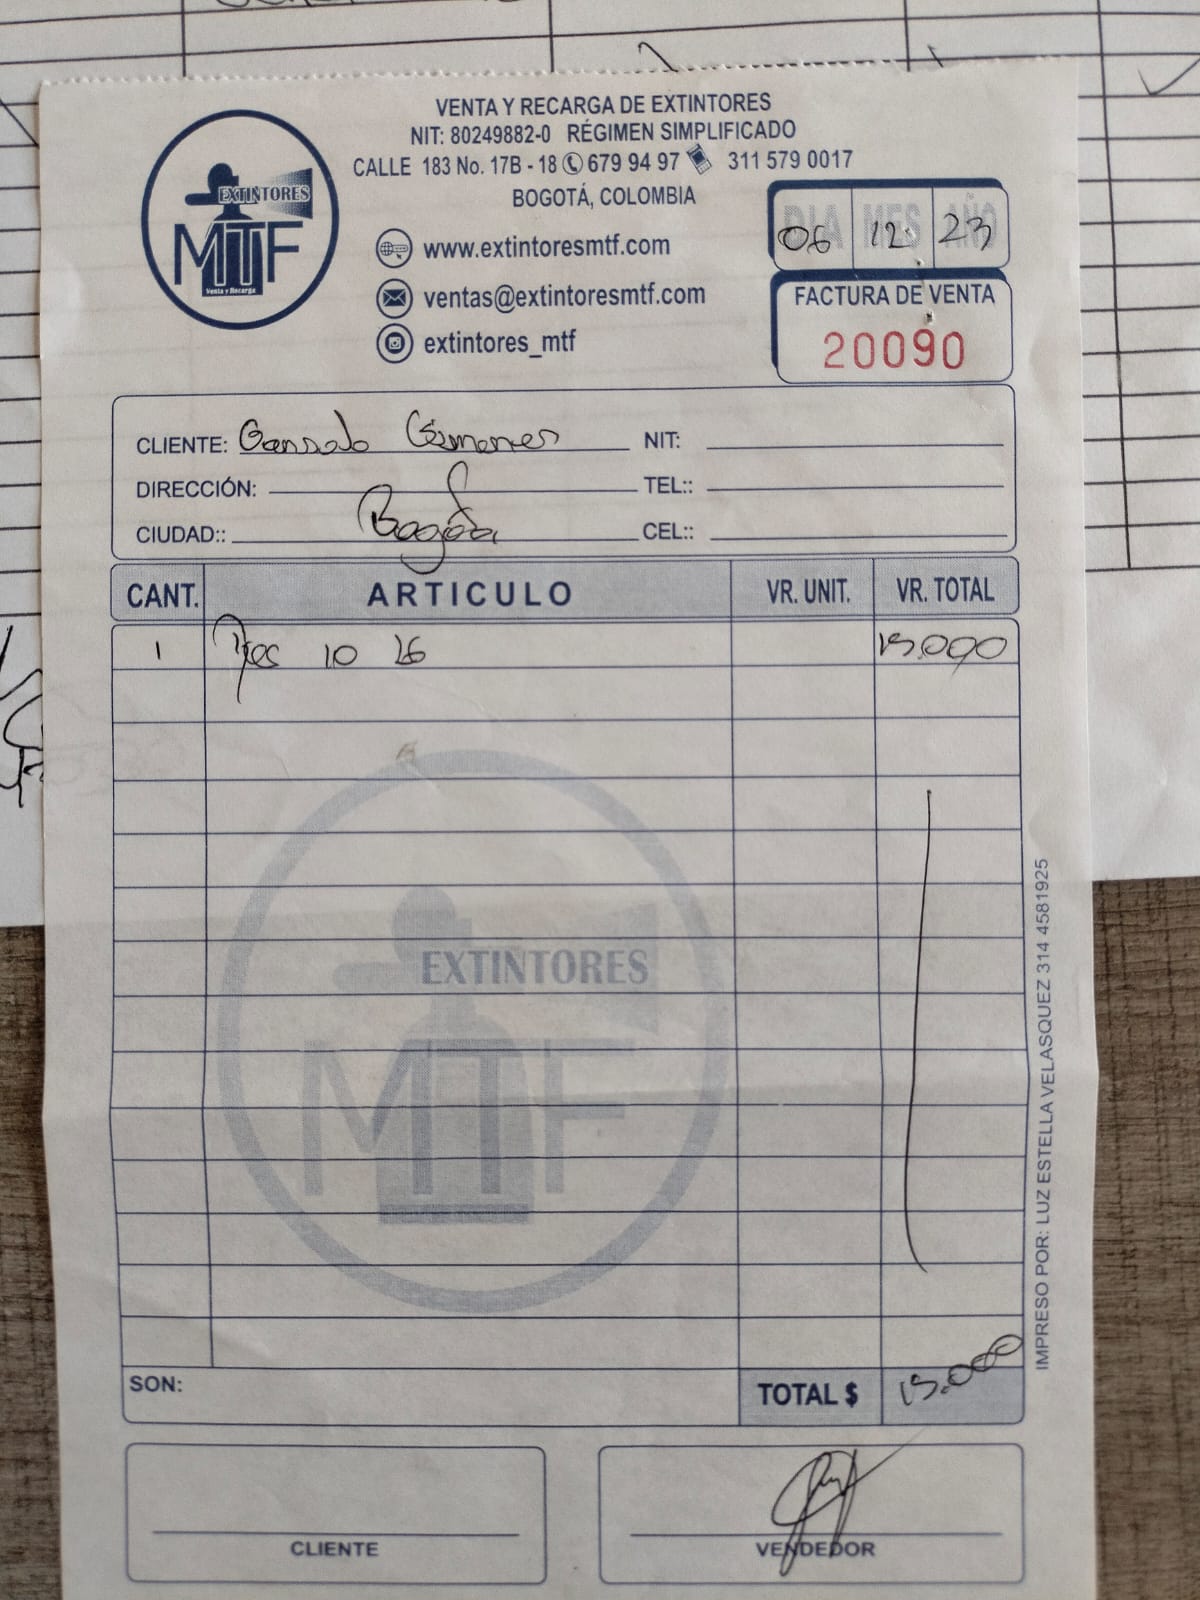 VENTA Y RECARGA DE EXTINTORES
NIT: 80249882-0 RÉGIMEN SIMPLIFICADO
CALLE 183 No. 17B - 18 679 94 97 311 579 0017
BOGOTÁ, COLOMBIA
EXTINTORES
MTF
Venta y Recarga
www.extintoresmtf.com
ventas@extintoresmtf.com
extintores_mtf
DIA MES AÑO
06 12 23
FACTURA DE VENTA
20090
CLIENTE: NIT:
DIRECCIÓN: TEL::
CIUDAD:: Bogota CEL::
CANT. ARTICULO VR. UNIT. VR. TOTAL
1 10 15.000
EXTINTORES
MTF
SON: TOTAL $ 15.000
CLIENTE VENDEDOR
IMPRESO POR: LUZ ESTELLA VELASQUEZ 314 4581925